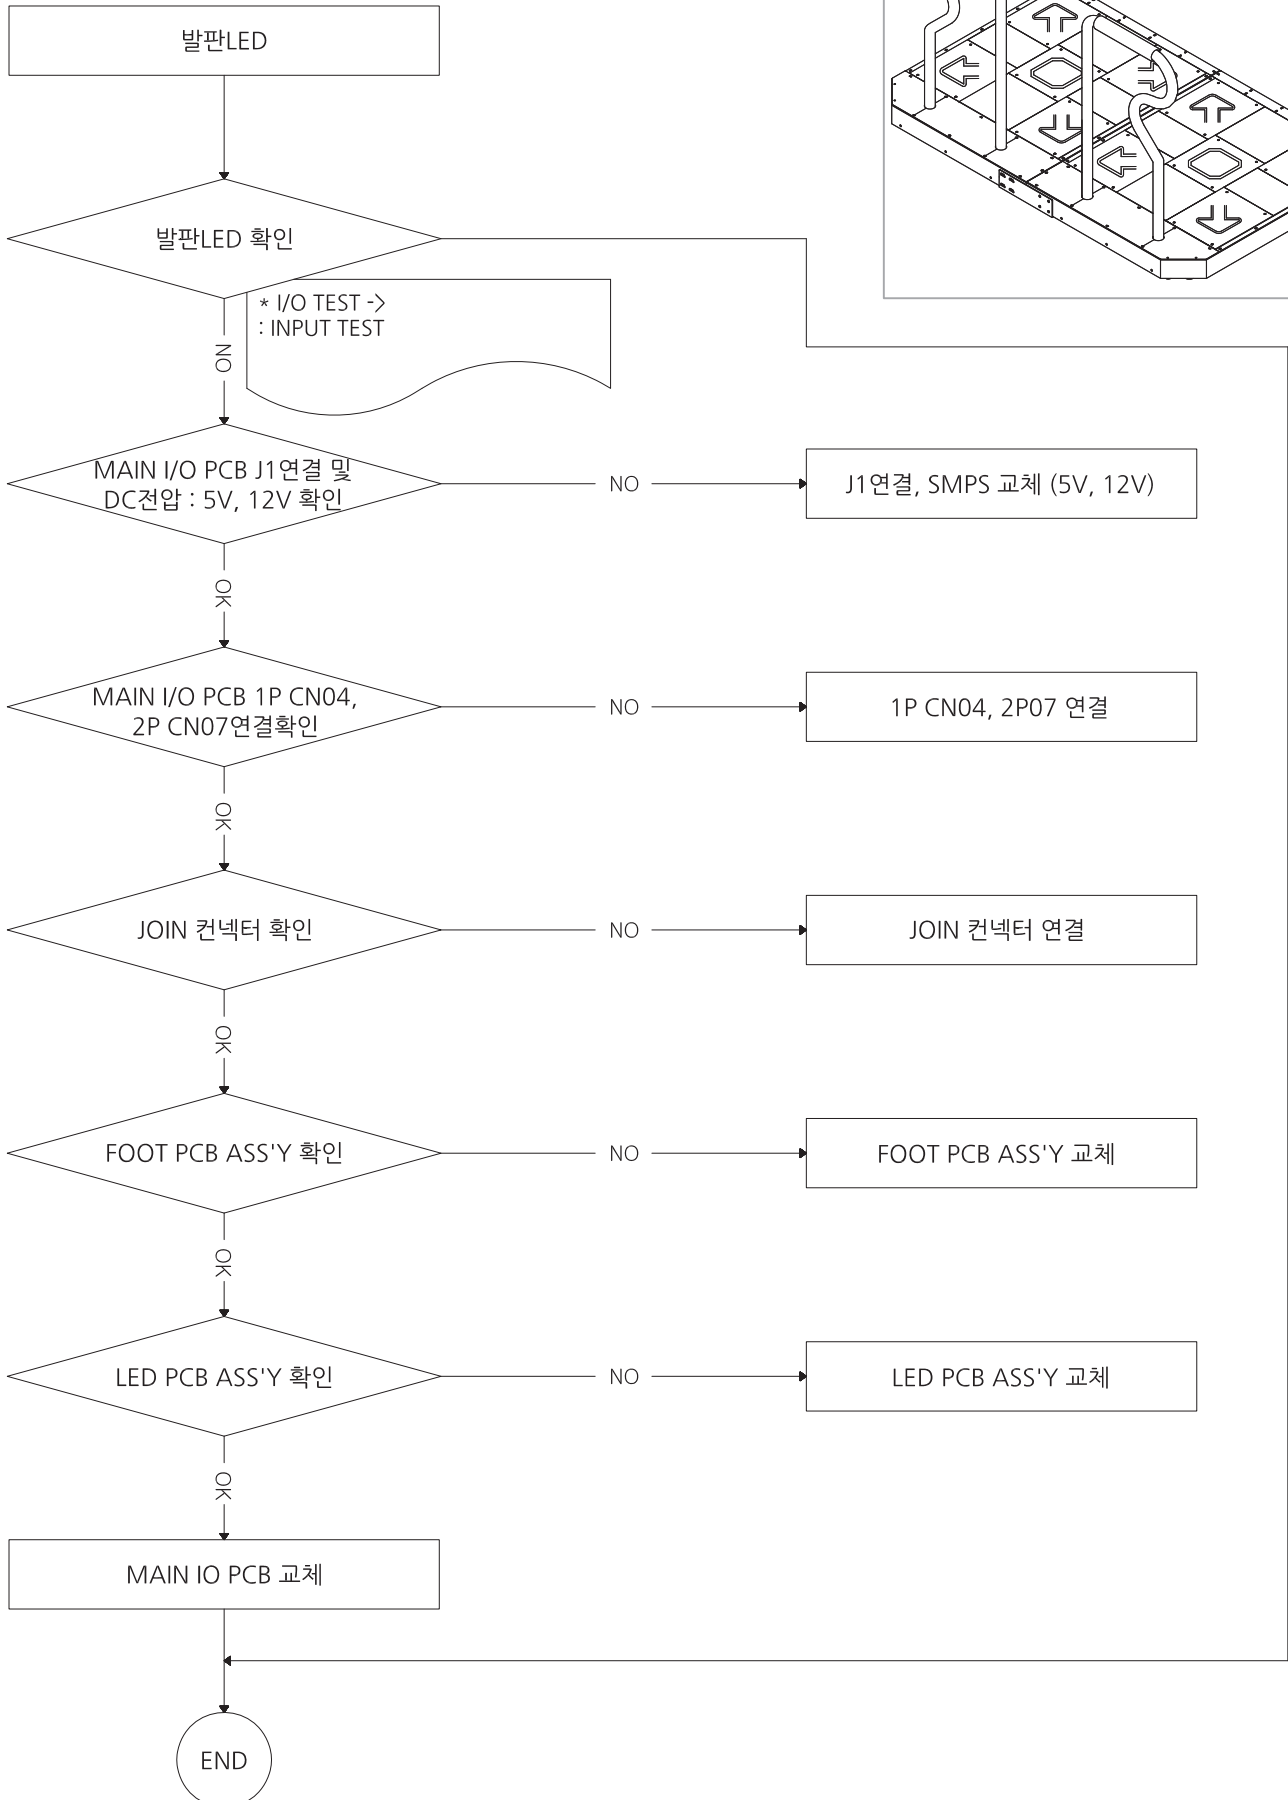 발판LED
발판LED 확인
* I/O TEST ->
: INPUT TEST
NO
MAIN I/O PCB J1연결 및
DC전압 : 5V, 12V 확인
NO
J1연결, SMPS 교체 (5V, 12V)
OK
MAIN I/O PCB 1P CN04,
2P CN07연결확인
NO
1P CN04, 2P07 연결
OK
JOIN 컨넥터 확인
NO
JOIN 컨넥터 연결
OK
FOOT PCB ASS'Y 확인
NO
FOOT PCB ASS'Y 교체
OK
LED PCB ASS'Y 확인
NO
LED PCB ASS'Y 교체
OK
MAIN IO PCB 교체
END